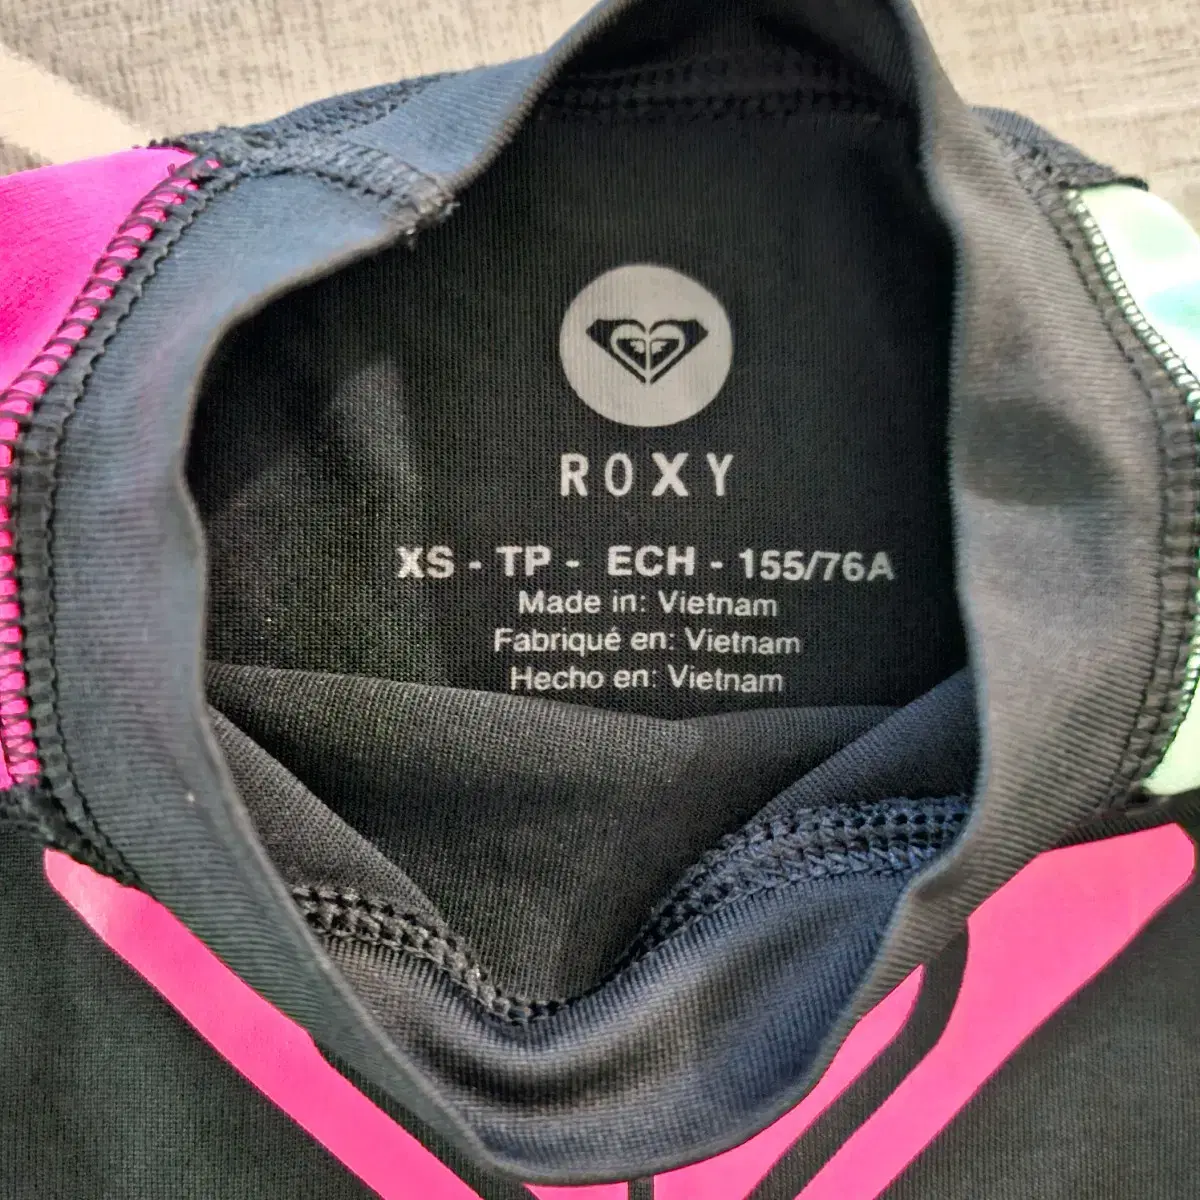 ROXY
XS - TP - ECH - 155/76A
Made in: Vietnam
Fabriqué en: Vietnam
Hecho en: Vietnam